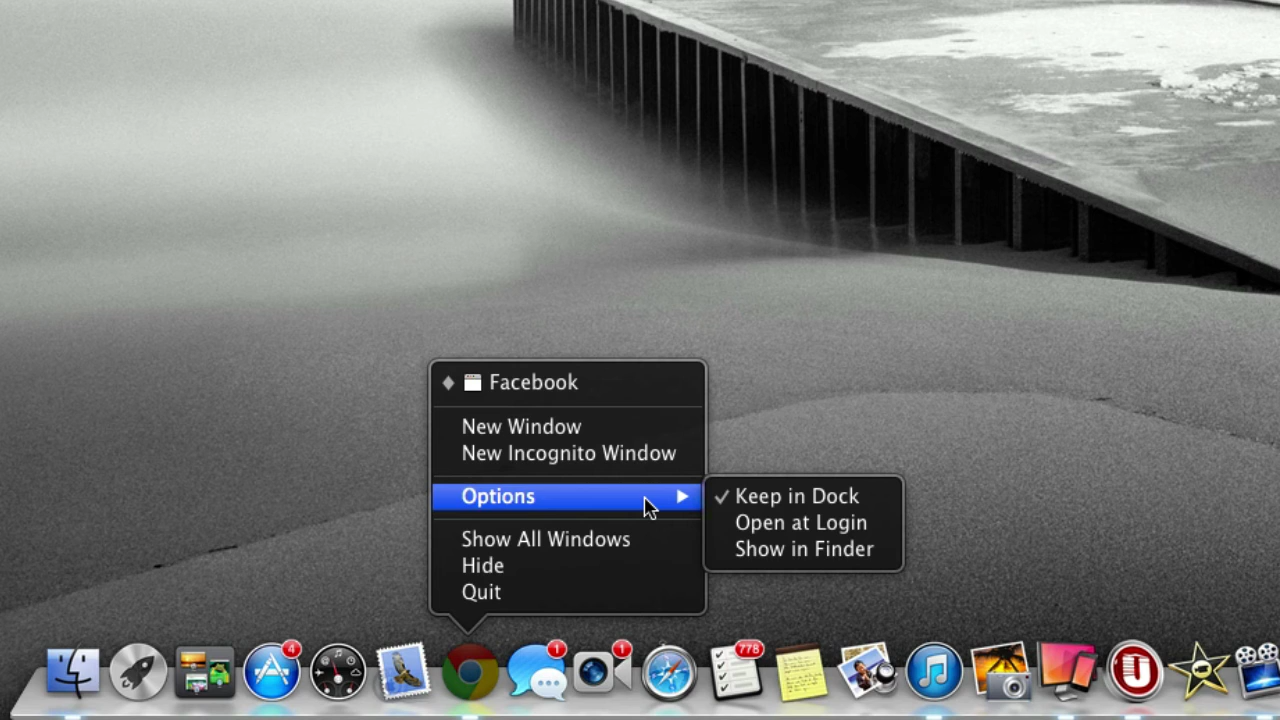 Facebook
New Window
New Incognito Window
Options
Keep in Dock
Open at Login
Show in Finder
Show All Windows
Hide
Quit
4
1
1
778
U